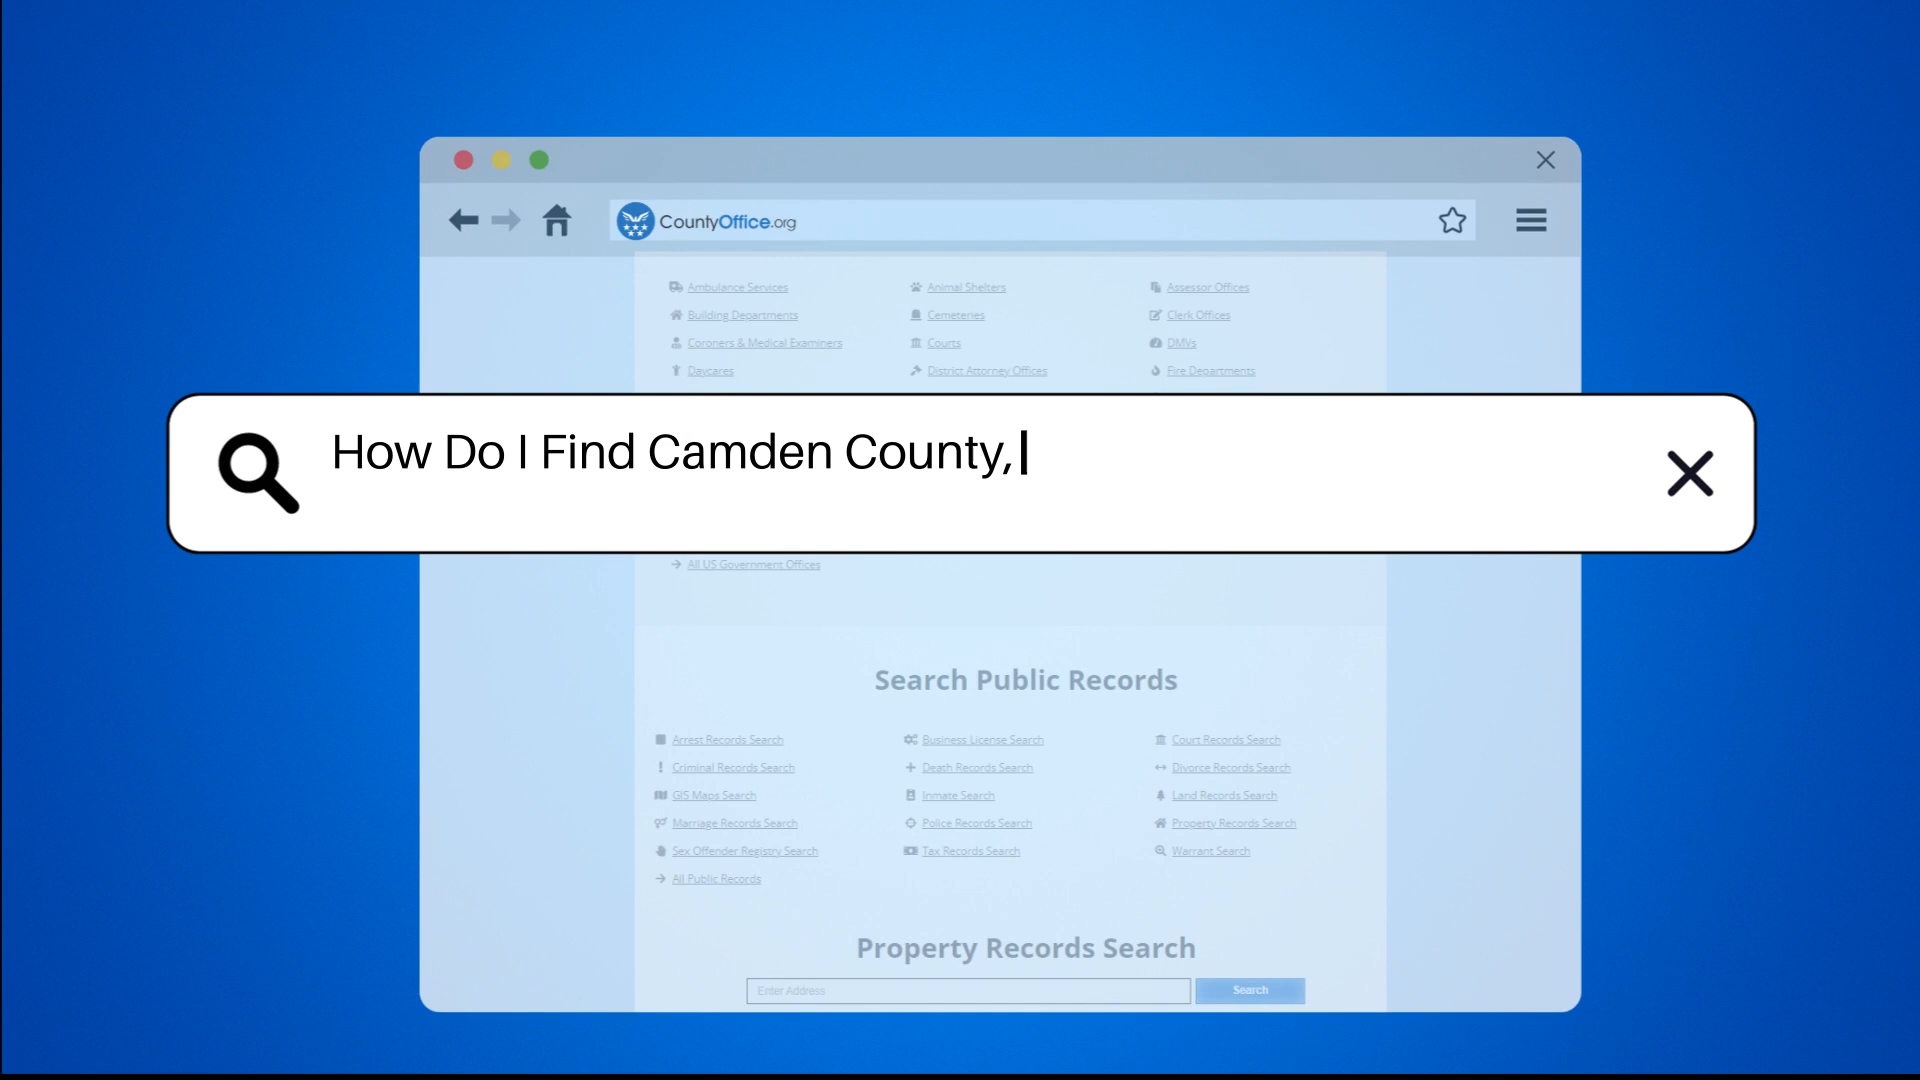 CountyOffice.org
Ambulance Services Animal Shelters Assessor Offices
Building Departments Cemeteries Clerk Offices
Coroners & Medical Examiners Courts DMVs
Daycares District Attorney Offices Fire Departments
How Do I Find Camden County,
All US Government Offices
Search Public Records
Arrest Records Search Business License Search Court Records Search
Criminal Records Search Death Records Search Divorce Records Search
GIS Maps Search Inmate Search Land Records Search
Marriage Records Search Police Records Search Property Records Search
Sex Offender Registry Search Tax Records Search Warrant Search
All Public Records
Property Records Search
Enter Address Search